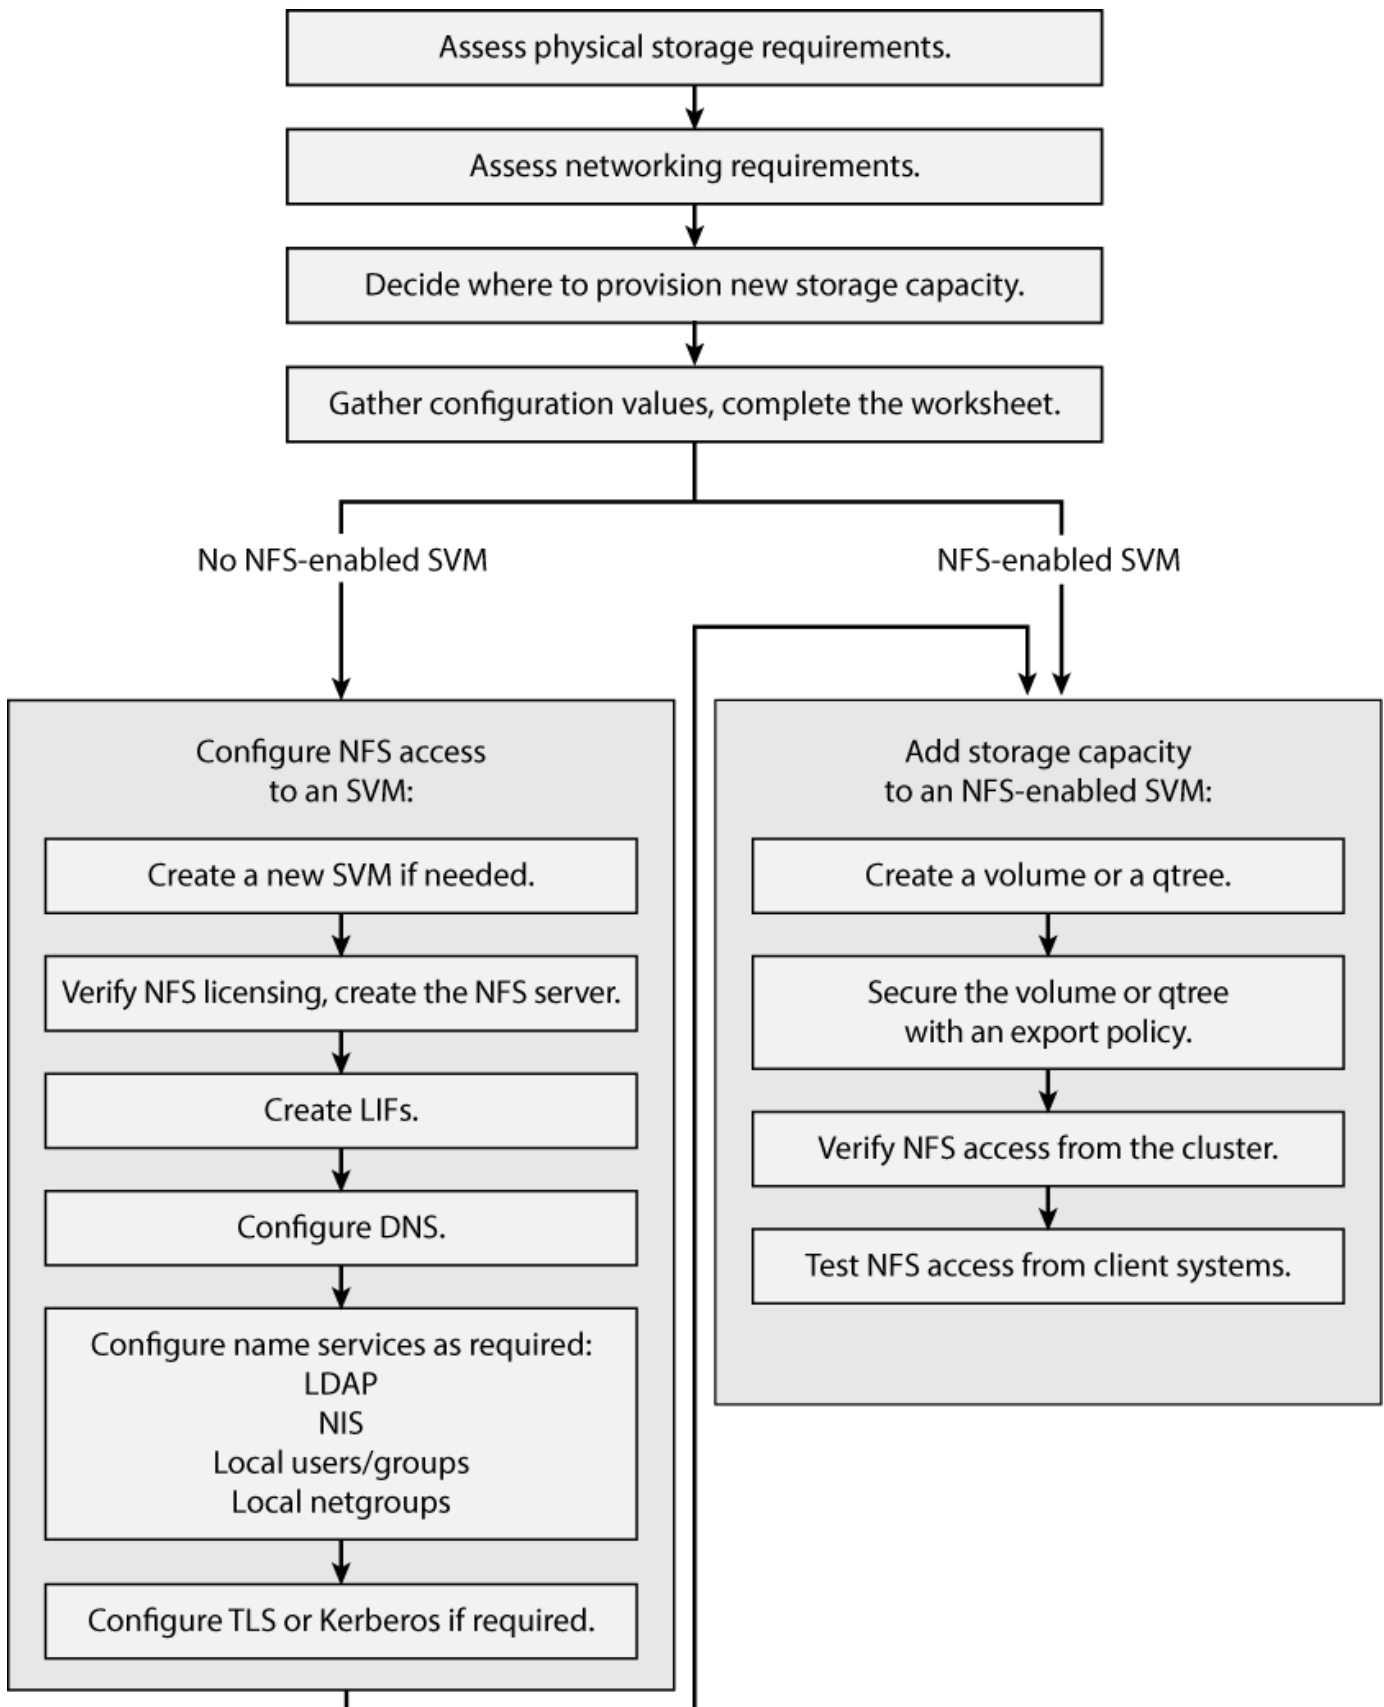 Assess physical storage requirements.
Assess networking requirements.
Decide where to provision new storage capacity.
Gather configuration values, complete the worksheet.
No NFS-enabled SVM
NFS-enabled SVM
Configure NFS access
to an SVM:
Create a new SVM if needed.
Verify NFS licensing, create the NFS server.
Create LIFs.
Configure DNS.
Configure name services as required:
LDAP
NIS
Local users/groups
Local netgroups
Configure TLS or Kerberos if required.
Add storage capacity
to an NFS-enabled SVM:
Create a volume or a qtree.
Secure the volume or qtree
with an export policy.
Verify NFS access from the cluster.
Test NFS access from client systems.